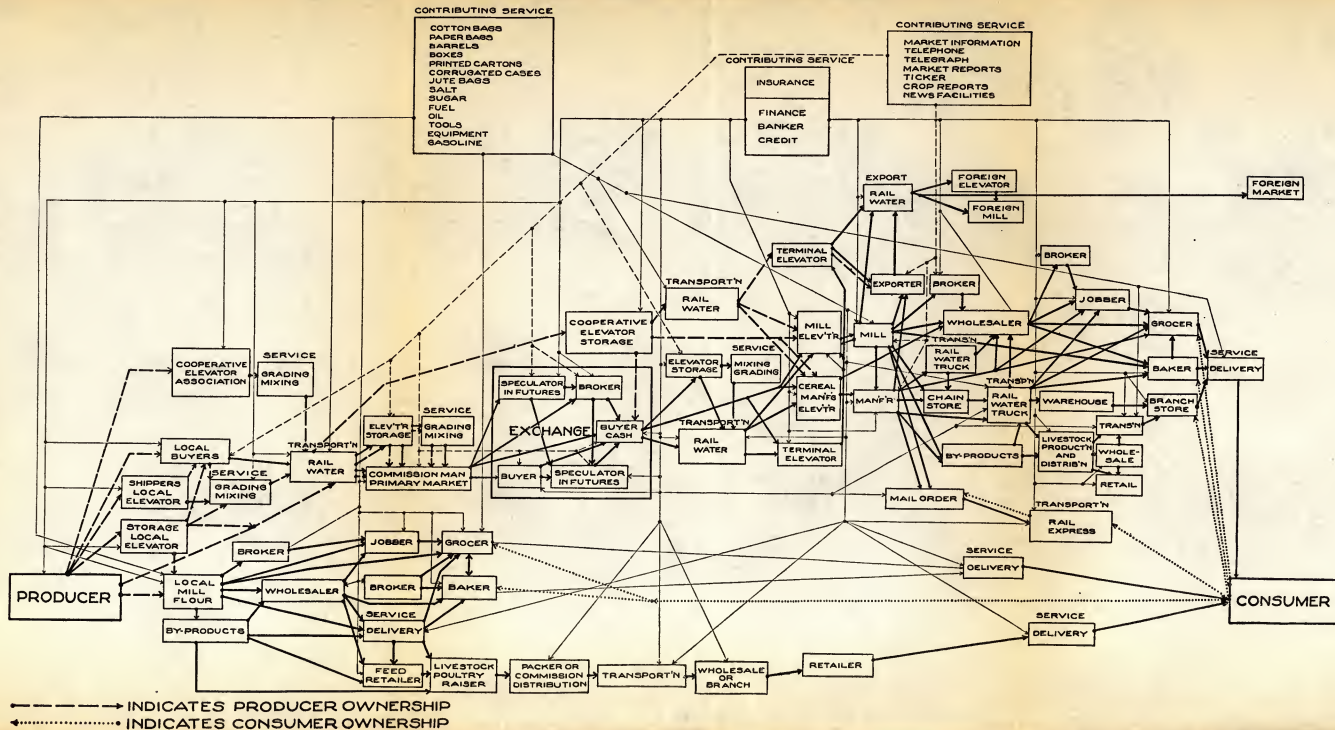 CONTRIBUTING SERVICE
COTTON BAGS
PAPER BAGS
BARRELS
BOXES
PRINTED CARTONS
CORRUGATED CASES
JUTE BAGS
SALT
SUGAR
FUEL
OIL
TOOLS
EQUIPMENT
GASOLINE
CONTRIBUTING SERVICE
INSURANCE
FINANCE
BANKER
CREDIT
CONTRIBUTING SERVICE
MARKET INFORMATION
TELEPHONE
TELEGRAPH
MARKET REPORTS
TICKER
CROP REPORTS
NEWS FACILITIES
EXPORT
RAIL
WATER
FOREIGN
ELEVATOR
FOREIGN
MILL
FOREIGN
MARKET
TERMINAL
ELEVATOR
EXPORTER
BROKER
BROKER
JOBBER
TRANSPORT'N
RAIL
WATER
COOPERATIVE
ELEVATOR
STORAGE
MILL
ELEV'T'R
MILL
WHOLESALER
GROCER
COOPERATIVE
ELEVATOR
ASSOCIATION
SERVICE
GRADING
MIXING
ELEVATOR
STORAGE
SERVICE
MIXING
GRADING
TRANS'N
RAIL
WATER
TRUCK
BAKER
SERVICE
DELIVERY
SPECULATOR
IN FUTURES
BROKER
EXCHANGE
BUYER
CASH
BUYER
SPECULATOR
IN FUTURES
CEREAL
MANF'G
ELEV'T'R
MANF'R
CHAIN
STORE
TRANSP'N
RAIL
WATER
TRUCK
WAREHOUSE
BRANCH
STORE
LOCAL
BUYERS
TRANSPORT'N
RAIL
WATER
ELEV'T'R
STORAGE
SERVICE
GRADING
MIXING
COMMISSION MAN
PRIMARY MARKET
TRANSPORT'N
RAIL
WATER
TERMINAL
ELEVATOR
BY-PRODUCTS
LIVESTOCK
PRODUCT'N
AND
DISTRIB'N
TRANS'N
WHOLE-
SALE
RETAIL
SHIPPERS
LOCAL
ELEVATOR
SERVICE
GRADING
MIXING
MAIL ORDER
TRANSPORT'N
RAIL
EXPRESS
STORAGE
LOCAL
ELEVATOR
BROKER
JOBBER
GROCER
SERVICE
DELIVERY
PRODUCER
LOCAL
MILL
FLOUR
WHOLESALER
BROKER
BAKER
CONSUMER
BY-PRODUCTS
SERVICE
DELIVERY
SERVICE
DELIVERY
FEED
RETAILER
LIVESTOCK
POULTRY
RAISER
PACKER OR
COMMISSION
DISTRIBUTION
TRANSPORT'N
WHOLESALE
OR
BRANCH
RETAILER
INDICATES PRODUCER OWNERSHIP
INDICATES CONSUMER OWNERSHIP